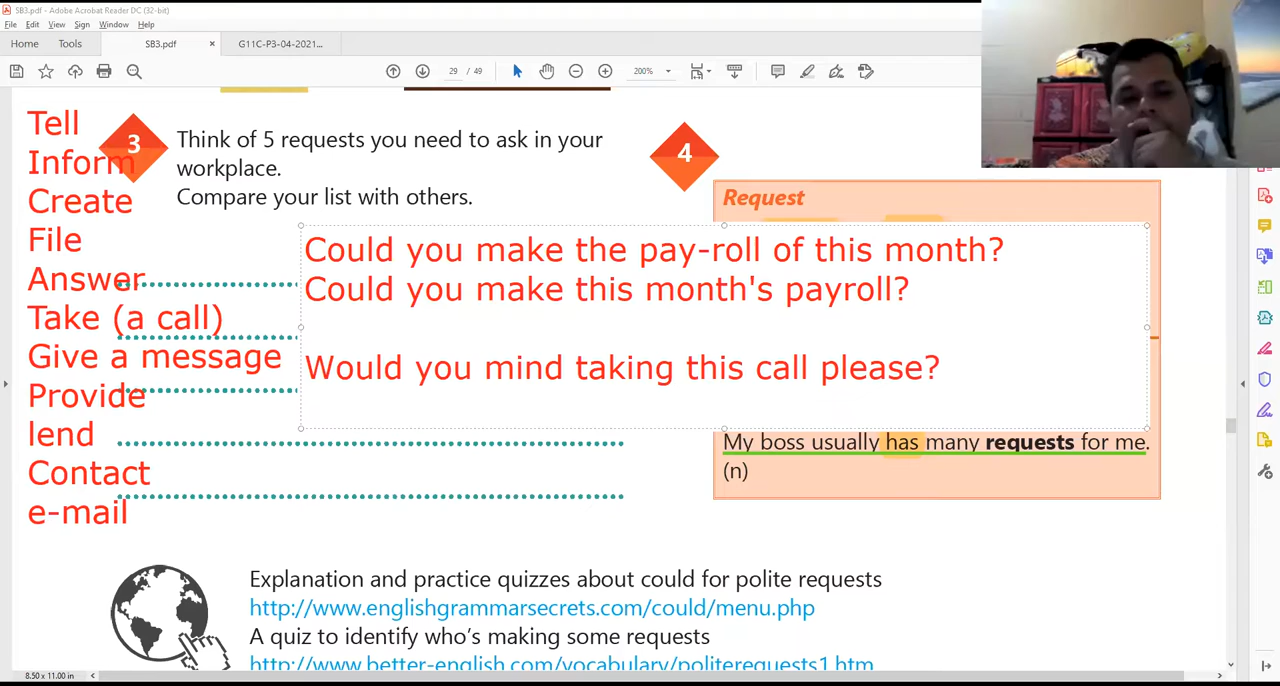 SB3.pdf - Adobe Acrobat Reader DC (32-bit)
File Edit View Sign Window Help
Home Tools SB3.pdf × G11C-P3-04-2021...
29 / 49 200%
Tell
Inform
Create
File
Answer
Take (a call)
Give a message
Provide
lend
Contact
e-mail
3
Think of 5 requests you need to ask in your
workplace.
Compare your list with others.
4
Request
Could you make the pay-roll of this month?
Could you make this month's payroll?
Would you mind taking this call please?
My boss usually has many requests for me.
(n)
Explanation and practice quizzes about could for polite requests
http://www.englishgrammarsecrets.com/could/menu.php
A quiz to identify who's making some requests
http://www.better-english.com/vocabulary/politerequests1.htm
8.50 x 11.00 in